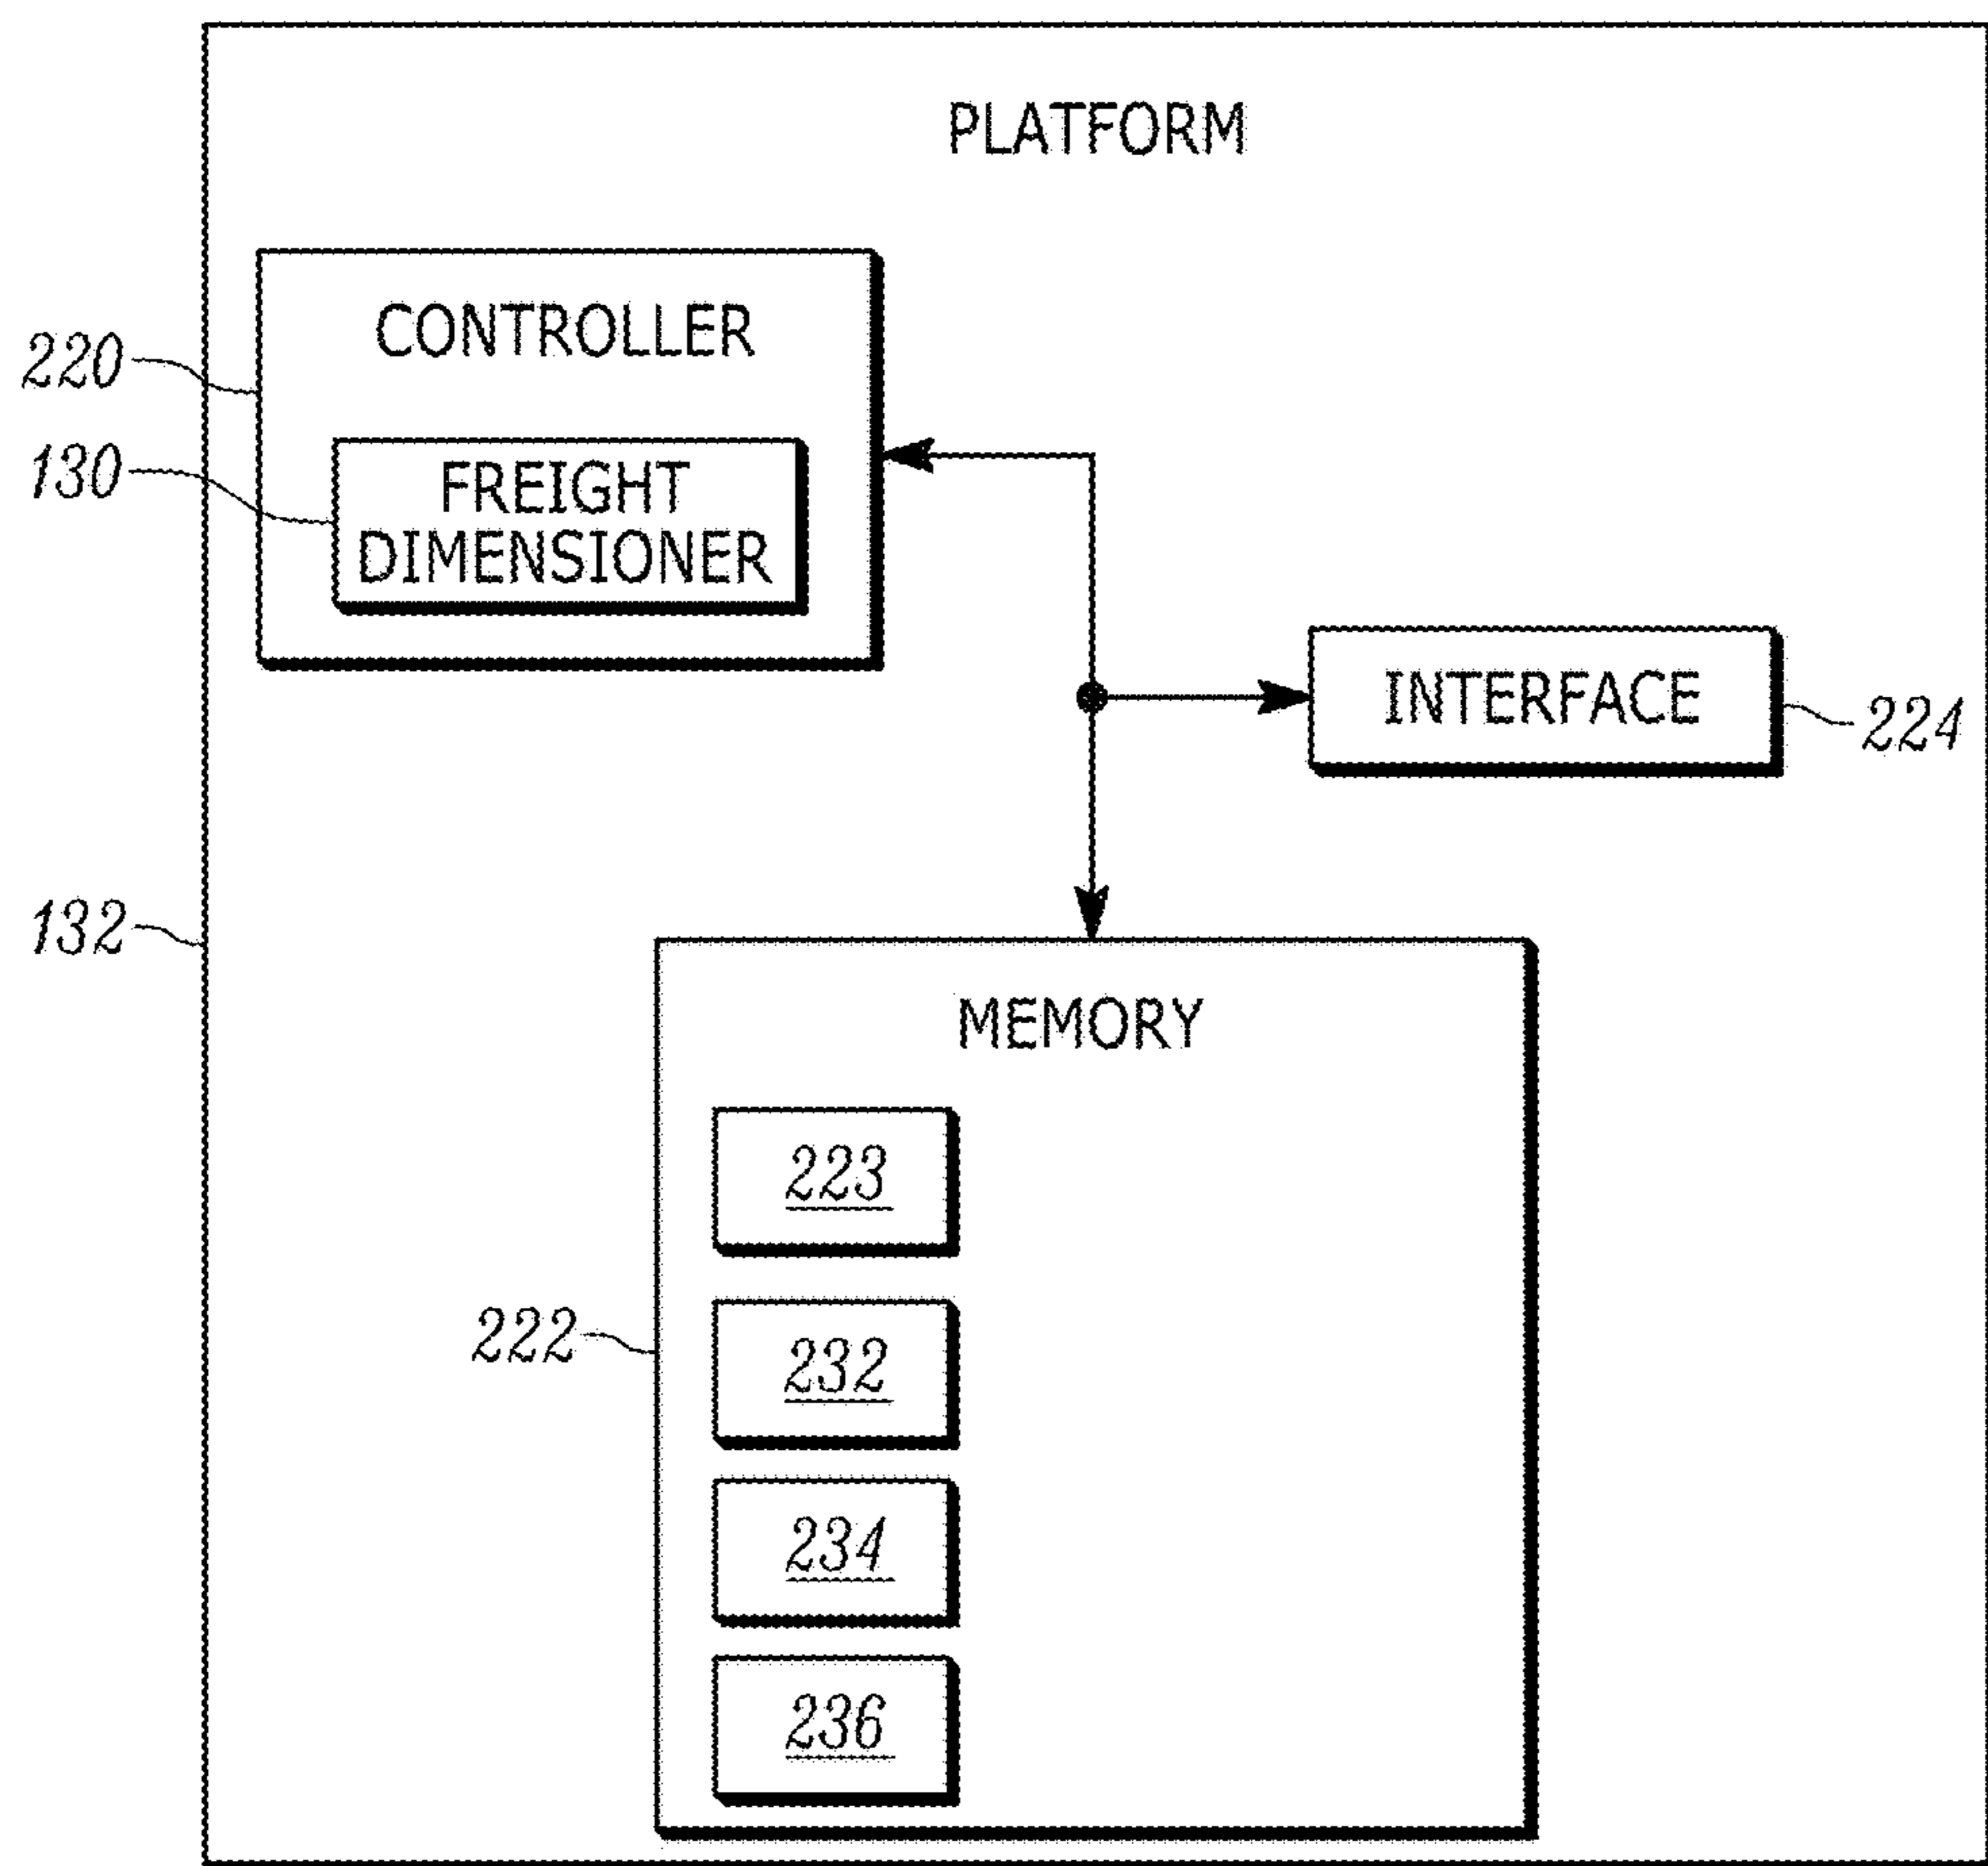 PLATFORM
CONTROLLER
220
130
FREIGHT
DIMENSIONER
INTERFACE
224
132
MEMORY
223
222
232
234
236